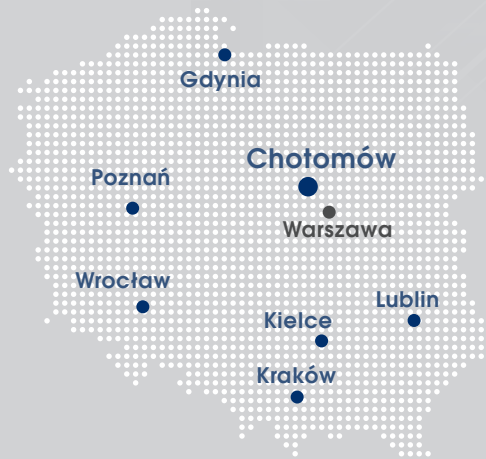 Gdynia
Chotomów
Poznań
Warszawa
Wrocław
Lublin
Kielce
Kraków